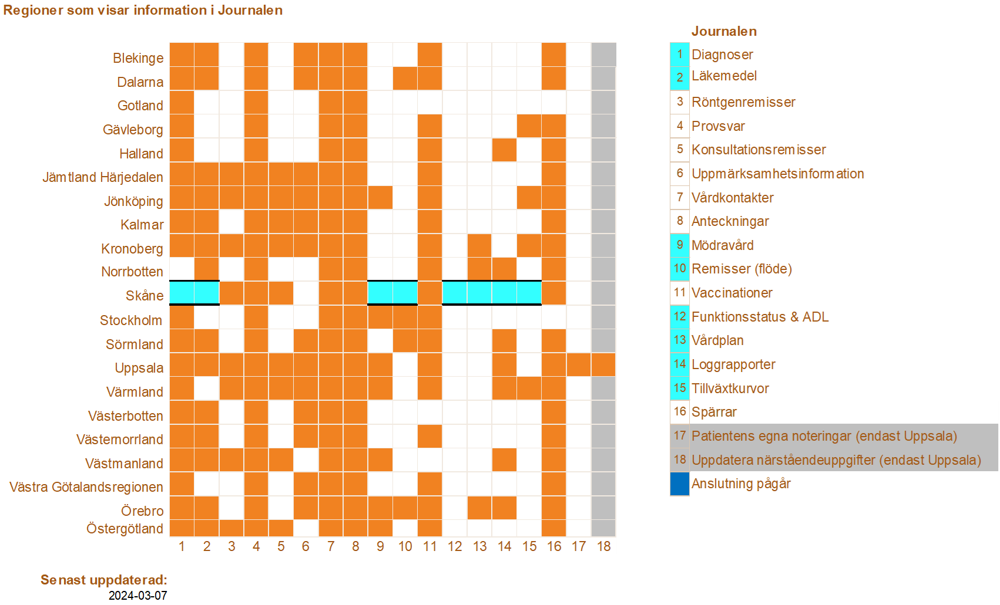 Regioner som visar information i Journalen
Blekinge
Dalarna
Gotland
Gävleborg
Halland
Jämtland Härjedalen
Jönköping
Kalmar
Kronoberg
Norrbotten
Skåne
Stockholm
Sörmland
Uppsala
Värmland
Västerbotten
Västernorrland
Västmanland
Västra Götalandsregionen
Örebro
Östergötland
1 2 3 4 5 6 7 8 9 10 11 12 13 14 15 16 17 18
Senast uppdaterad:
2024-03-07
Journalen
1 Diagnoser
2 Läkemedel
3 Röntgenremisser
4 Provsvar
5 Konsultationsremisser
6 Uppmärksamhetsinformation
7 Vårdkontakter
8 Anteckningar
9 Mödravård
10 Remisser (flöde)
11 Vaccinationer
12 Funktionsstatus & ADL
13 Vårdplan
14 Loggrapporter
15 Tillväxtkurvor
16 Spärrar
17 Patientens egna noteringar (endast Uppsala)
18 Uppdatera närståendeuppgifter (endast Uppsala)
Anslutning pågår